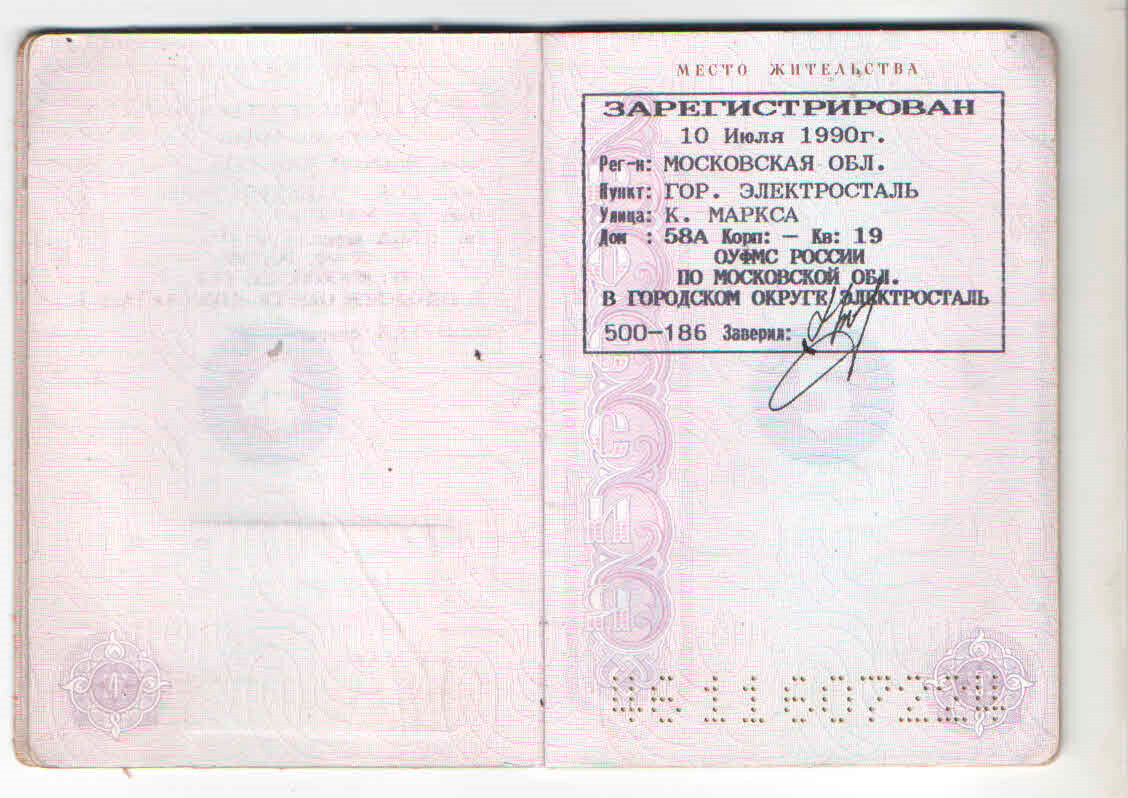 МЕСТО ЖИТЕЛЬСТВА
ЗАРЕГИСТРИРОВАН
10 Июля 1990г.
Рег-н: МОСКОВСКАЯ ОБЛ.
Пункт: ГОР. ЭЛЕКТРОСТАЛЬ
Улица: К. МАРКСА
Дом : 58А Корп: — Кв: 19
ОУФМС РОССИИ
ПО МОСКОВСКОЙ ОБЛ.
В ГОРОДСКОМ ОКРУГЕ ЭЛЕКТРОСТАЛЬ
500-186 Заверил: